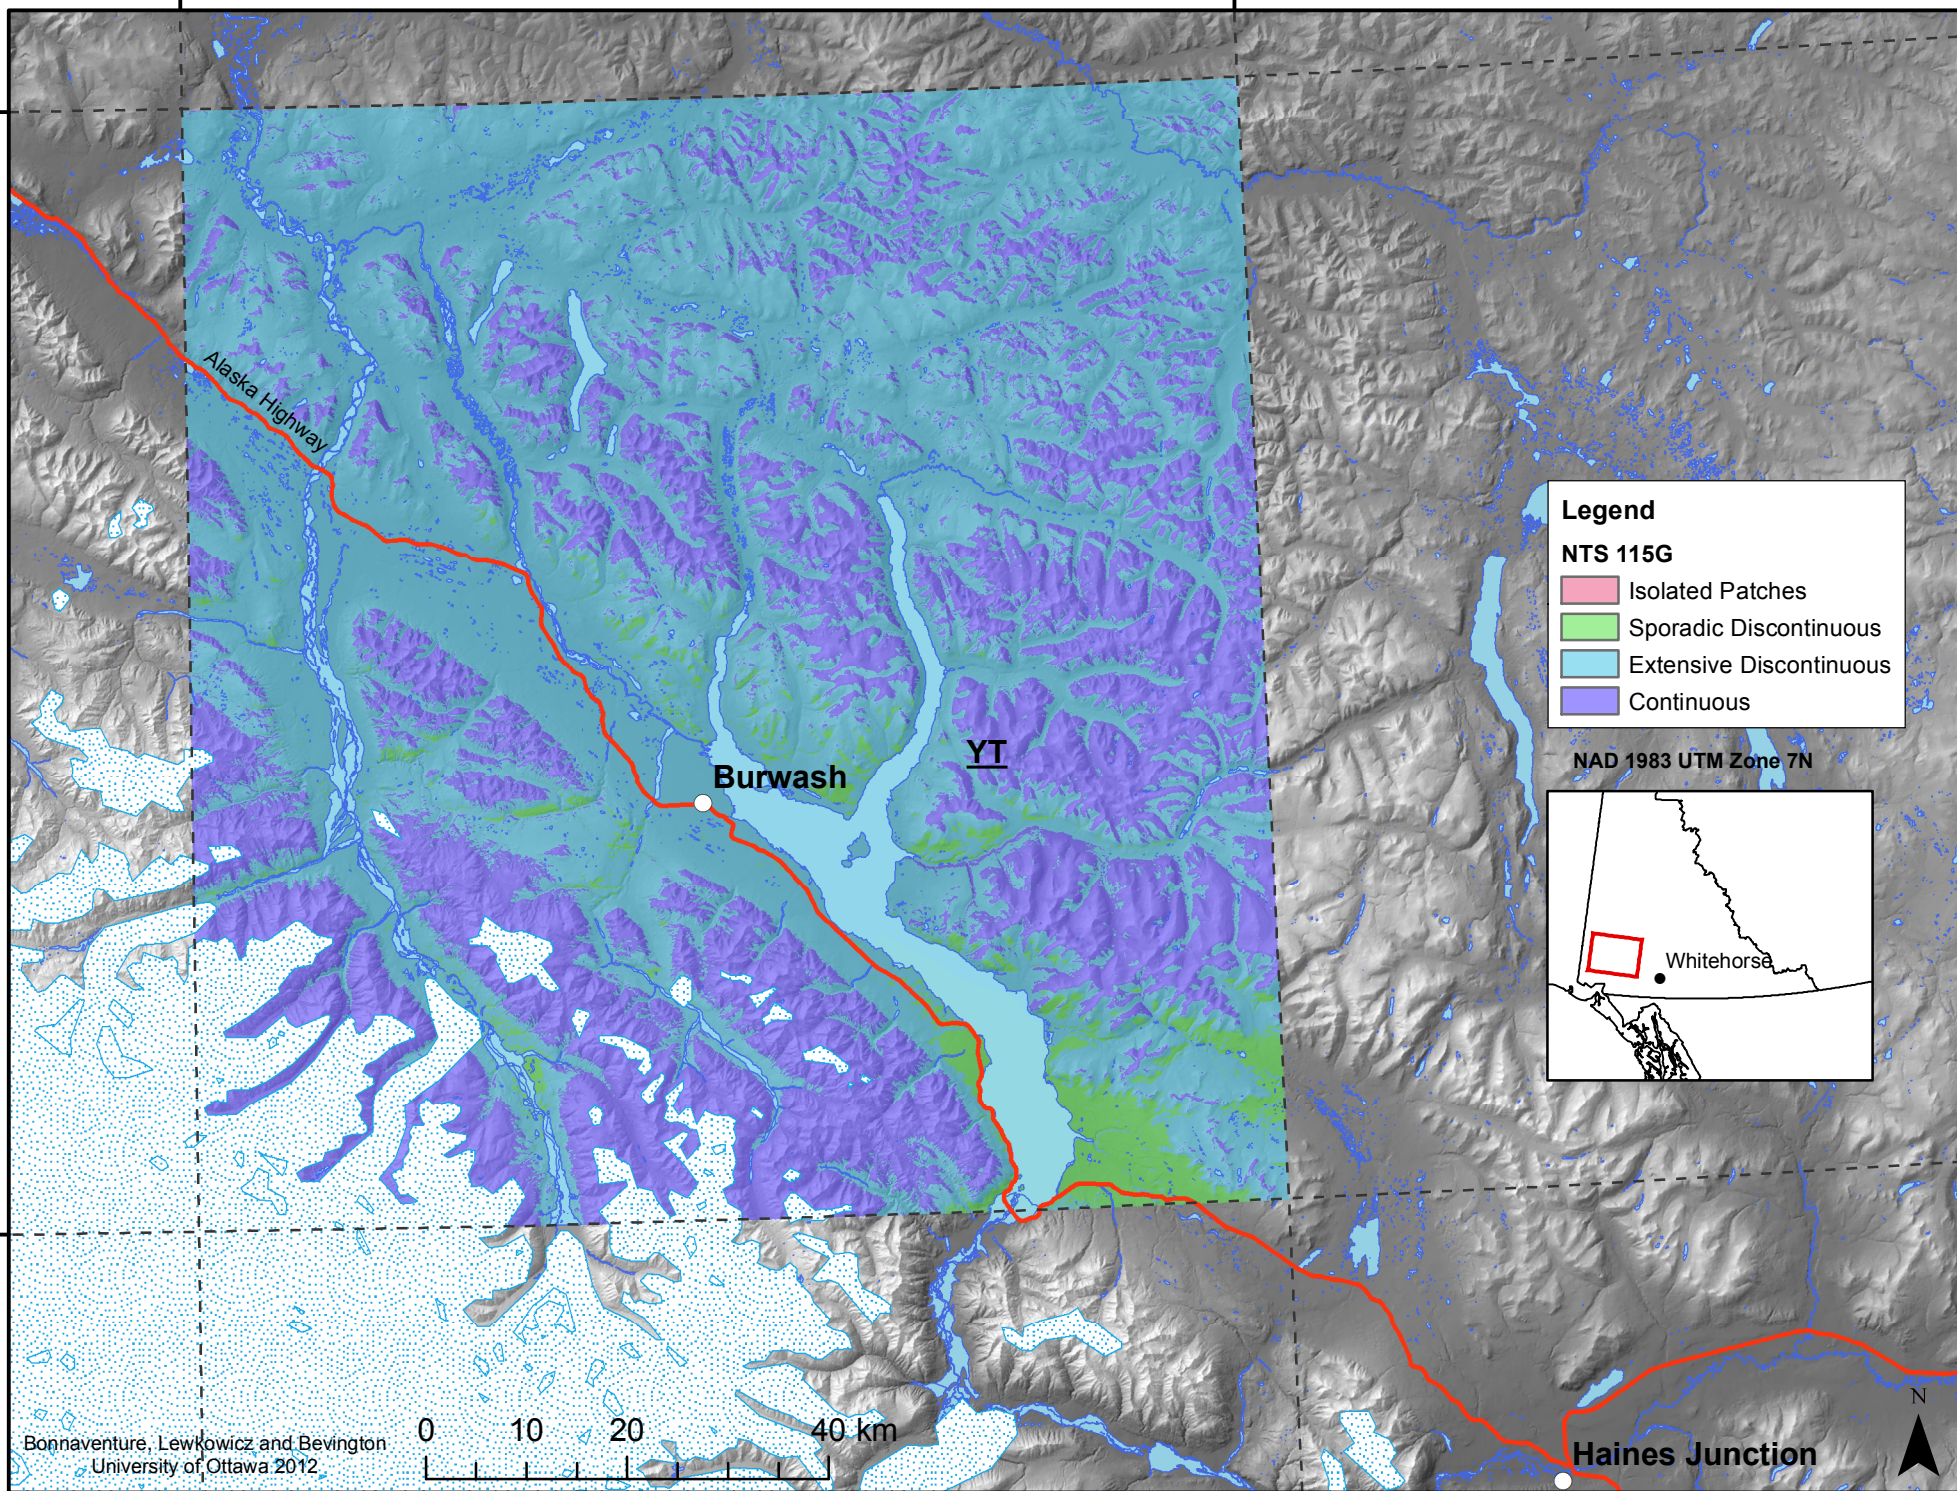 Alaska Highway
Legend
NTS 115G
Isolated Patches
Sporadic Discontinuous
Extensive Discontinuous
Continuous
NAD 1983 UTM Zone 7N
YT
Burwash
Whitehorse
0 10 20 40 km
Bonnaventure, Lewkowicz and Bevington
University of Ottawa 2012
N
Haines Junction